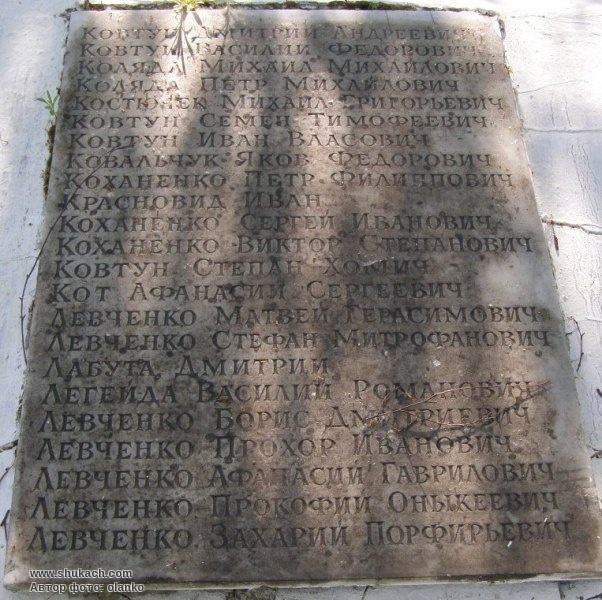 Ковтун Дмитрий Андреевич
Ковтун Василий Федорович
Коляда Михаил Михайлович
Коляда Петр Михайлович
Костючек Михаил Григорьевич
Ковтун Семен Тимофеевич
Ковтун Иван Власович
Ковальчук Яков Федорович
Коханенко Петр Филиппович
Красновид Иван
Коханенко Сергей Иванович
Коханенко Виктор Степанович
Ковтун Степан Хомич
Кот Афанасий Сергеевич
Левченко Матвей Герасимович
Левченко Стефан Митрофанович
Лабута Дмитрий
Легейда Василий Романович
Левченко Борис Дмитриевич
Левченко Прохор Иванович
Левченко Афанасий Гаврилович
Левченко Прокофий Оныкеевич
Левченко Захарий Порфирьевич
www.shukach.com
Автор фото: olanko